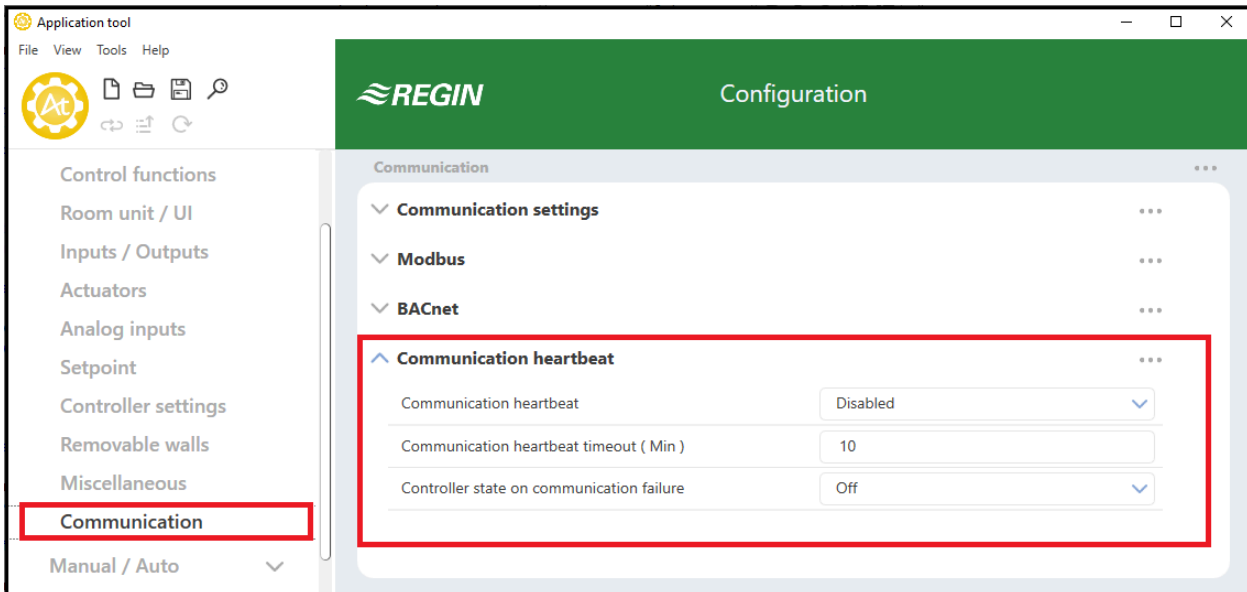 Application tool
File View Tools Help
At
REGIN
Configuration
Control functions
Room unit / UI
Inputs / Outputs
Actuators
Analog inputs
Setpoint
Controller settings
Removable walls
Miscellaneous
Communication
Manual / Auto
Communication
Communication settings
Modbus
BACnet
Communication heartbeat
Communication heartbeat Disabled
Communication heartbeat timeout ( Min ) 10
Controller state on communication failure Off